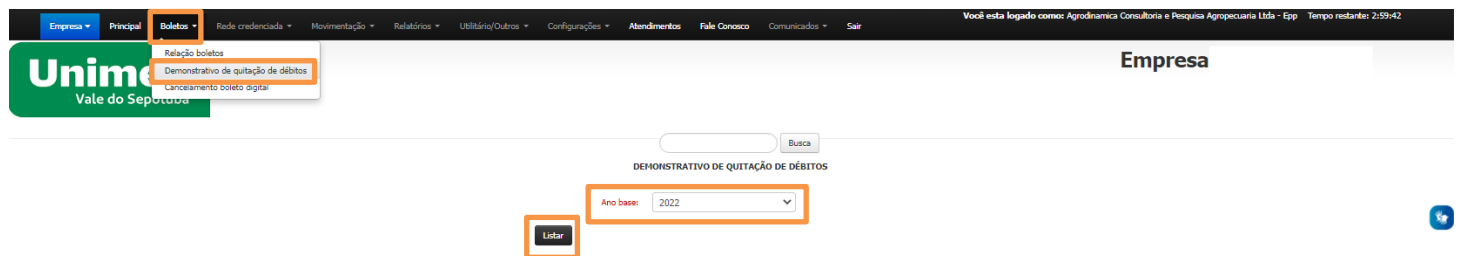 Empresa Principal Boletos Rede credenciada Movimentação Relatórios Utilitário/Outros Configurações Atendimentos Fale Conosco Comunicados Sair
Você esta logado como: Agrodinamica Consultoria e Pesquisa Agropecuaria Ltda - Epp Tempo restante: 2:59:42
Relação boletos
Demonstrativo de quitação de débitos
Cancelamento boleto digital
Unime
Vale do Sepotuba
Empresa
Busca
DEMONSTRATIVO DE QUITAÇÃO DE DÉBITOS
Ano base: 2022
Listar